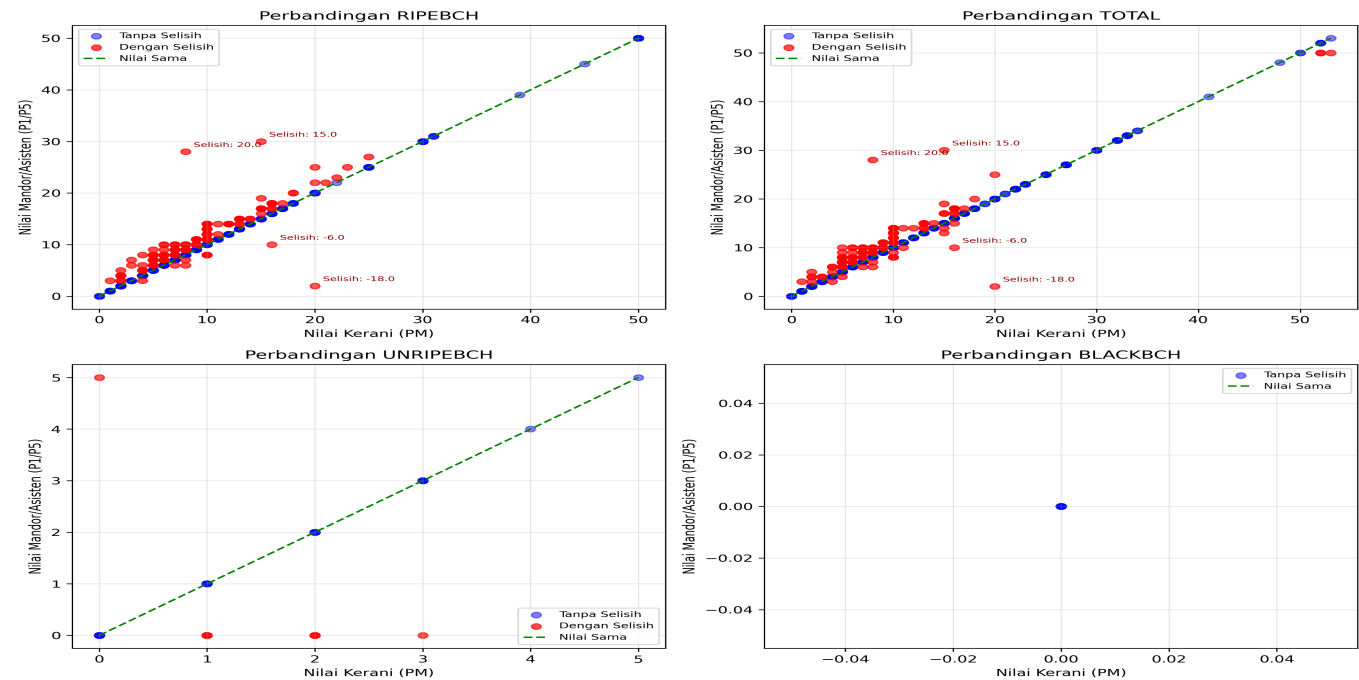 Perbandingan RIPEBCH
Tanpa Selisih
Dengan Selisih
Nilai Sama
Selisih: 20.0
Selisih: 15.0
Selisih: -6.0
Selisih: -18.0
50
40
30
20
10
0
0 10 20 30 40 50
Nilai Mandor/Asisten (P1/P5)
Nilai Kerani (PM)
Perbandingan TOTAL
Tanpa Selisih
Dengan Selisih
Nilai Sama
Selisih: 20.0
Selisih: 15.0
Selisih: -6.0
Selisih: -18.0
50
40
30
20
10
0
0 10 20 30 40 50
Nilai Mandor/Asisten (P1/P5)
Nilai Kerani (PM)
Perbandingan UNRIPEBCH
5
4
3
2
1
0
Tanpa Selisih
Dengan Selisih
Nilai Sama
0 1 2 3 4 5
Nilai Mandor/Asisten (P1/P5)
Nilai Kerani (PM)
Perbandingan BLACKBCH
Tanpa Selisih
Nilai Sama
0.04
0.02
0.00
−0.02
−0.04
−0.04 −0.02 0.00 0.02 0.04
Nilai Mandor/Asisten (P1/P5)
Nilai Kerani (PM)